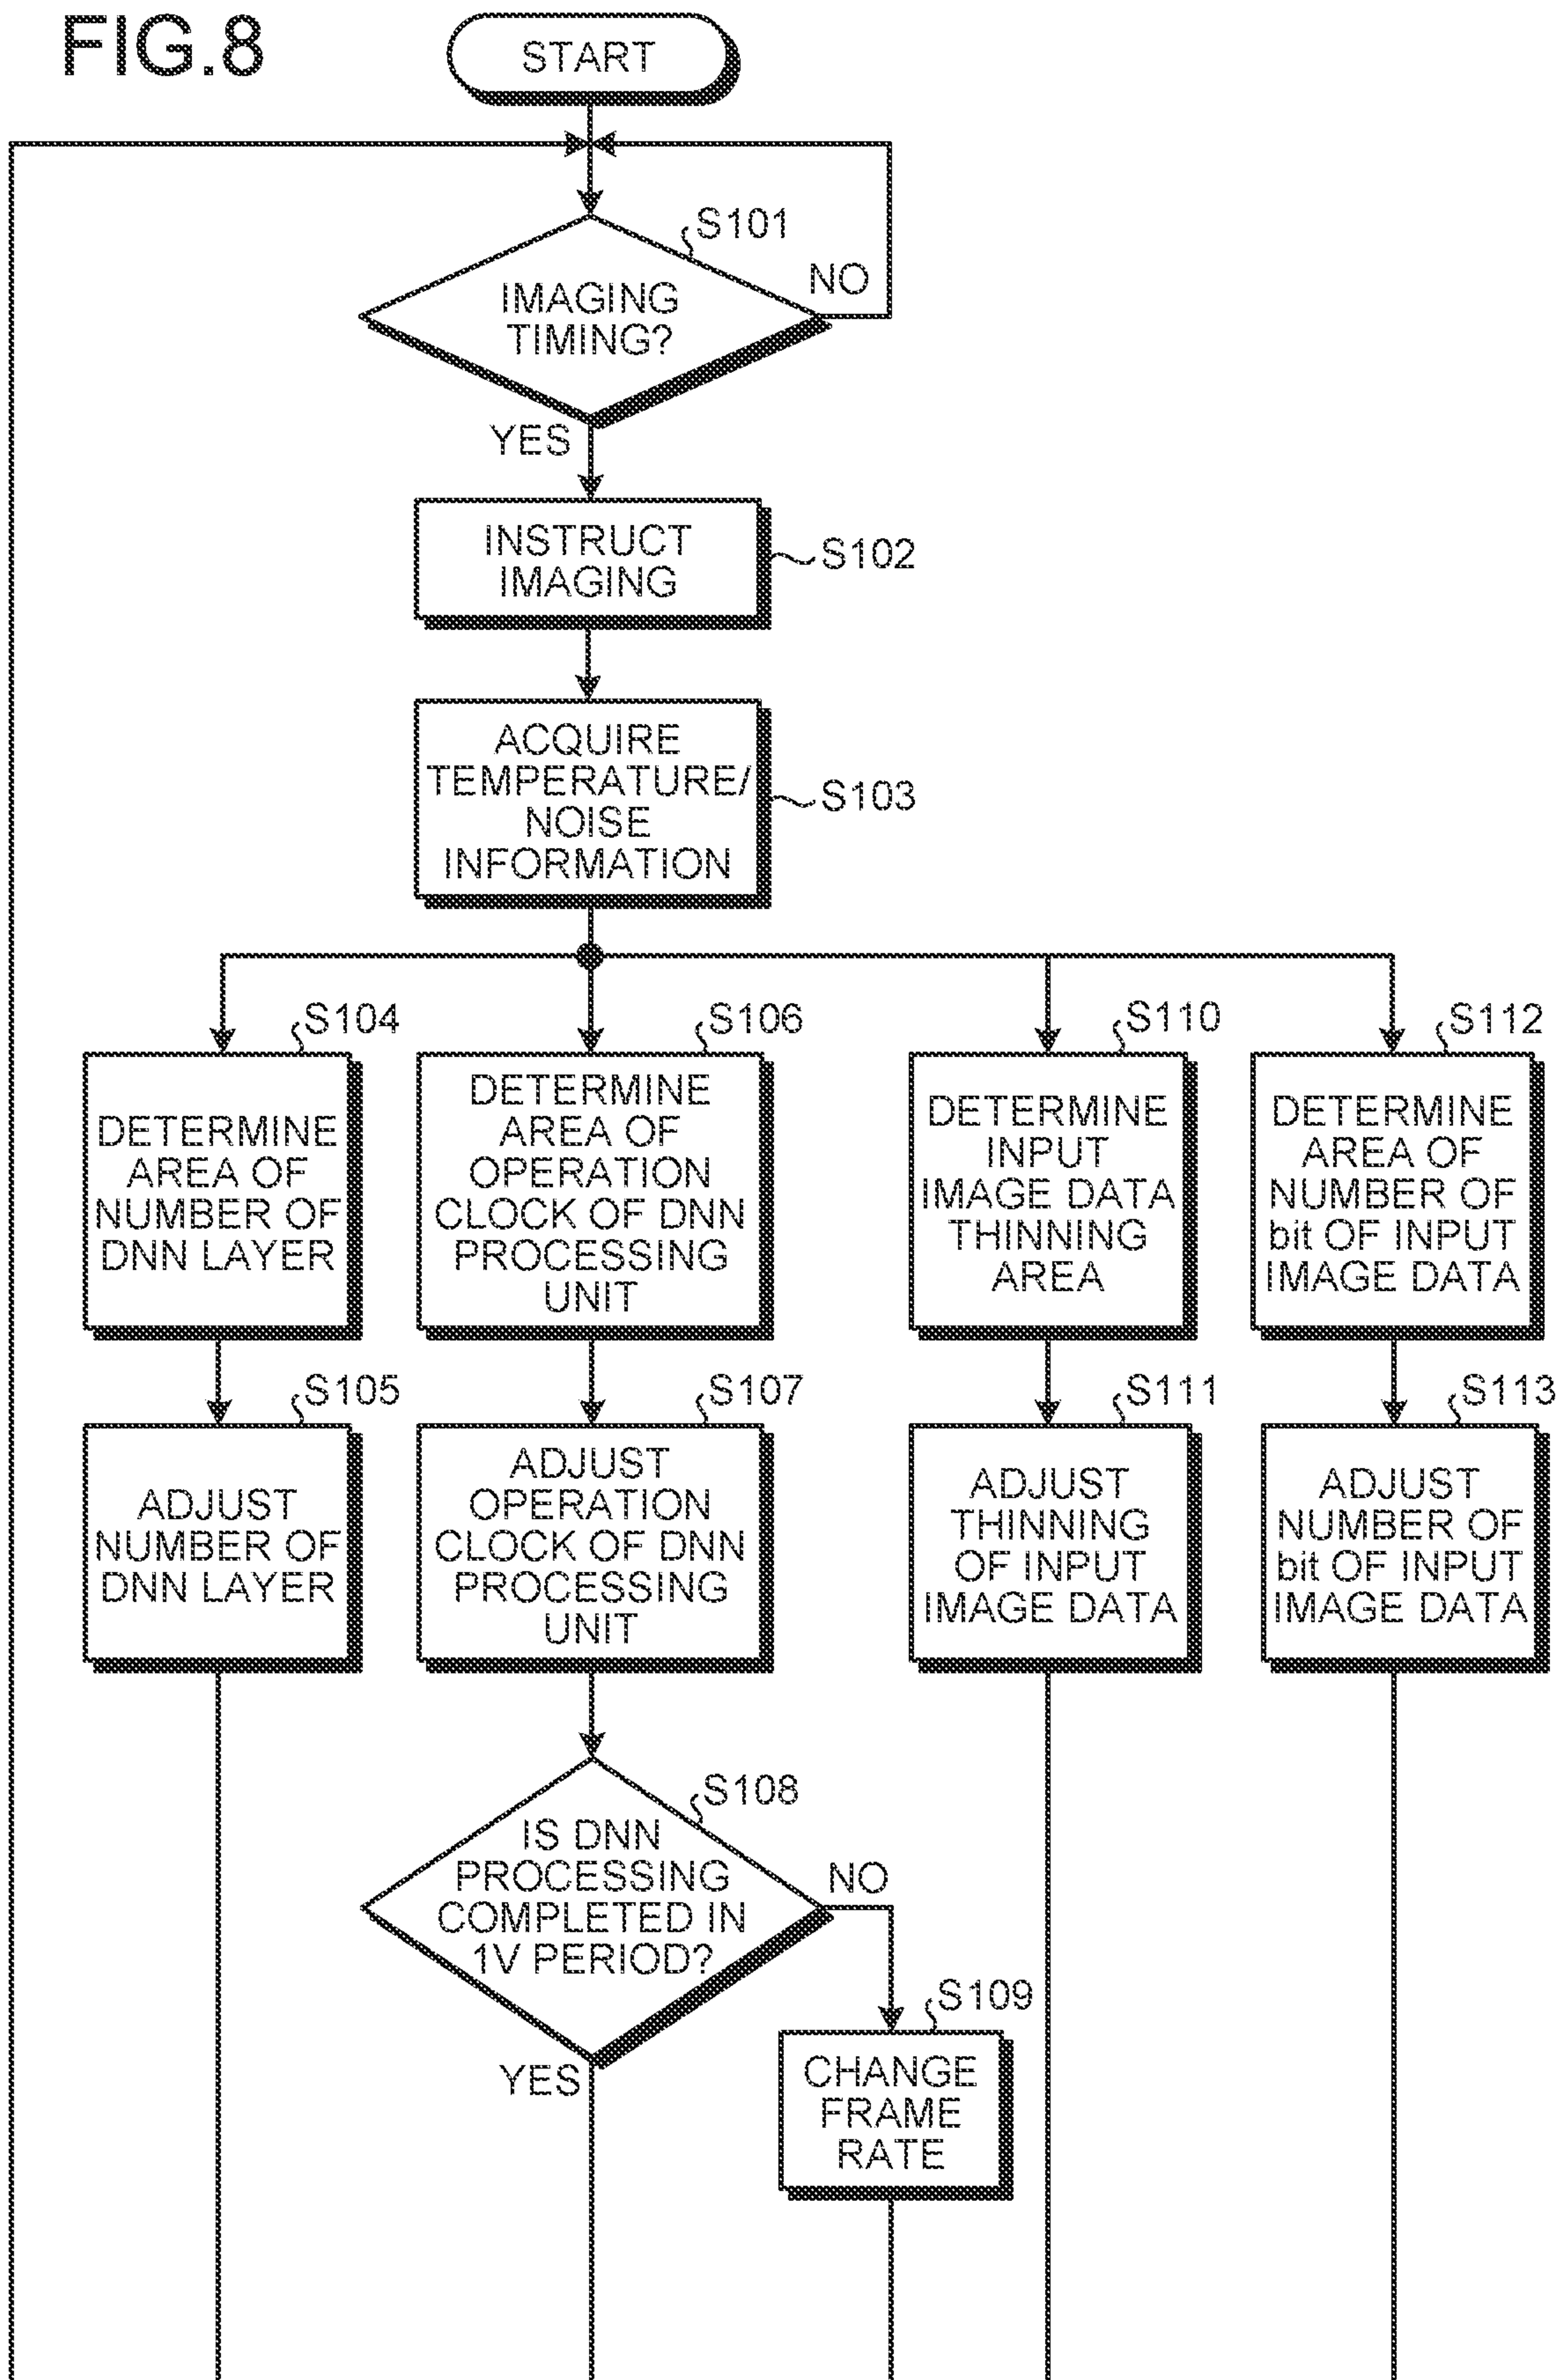 FIG.8
START
S101
IMAGING
TIMING?
NO
YES
INSTRUCT
IMAGING
S102
ACQUIRE
TEMPERATURE/
NOISE
INFORMATION
S103
S104
DETERMINE
AREA OF
NUMBER OF
DNN LAYER
S106
DETERMINE
AREA OF
OPERATION
CLOCK OF DNN
PROCESSING
UNIT
S110
DETERMINE
INPUT
IMAGE DATA
THINNING
AREA
S112
DETERMINE
AREA OF
NUMBER OF
bit OF INPUT
IMAGE DATA
S105
ADJUST
NUMBER OF
DNN LAYER
S107
ADJUST
OPERATION
CLOCK OF DNN
PROCESSING
UNIT
S111
ADJUST
THINNING
OF INPUT
IMAGE DATA
S113
ADJUST
NUMBER OF
bit OF INPUT
IMAGE DATA
S108
IS DNN
PROCESSING
COMPLETED IN
1V PERIOD?
NO
YES
S109
CHANGE
FRAME
RATE